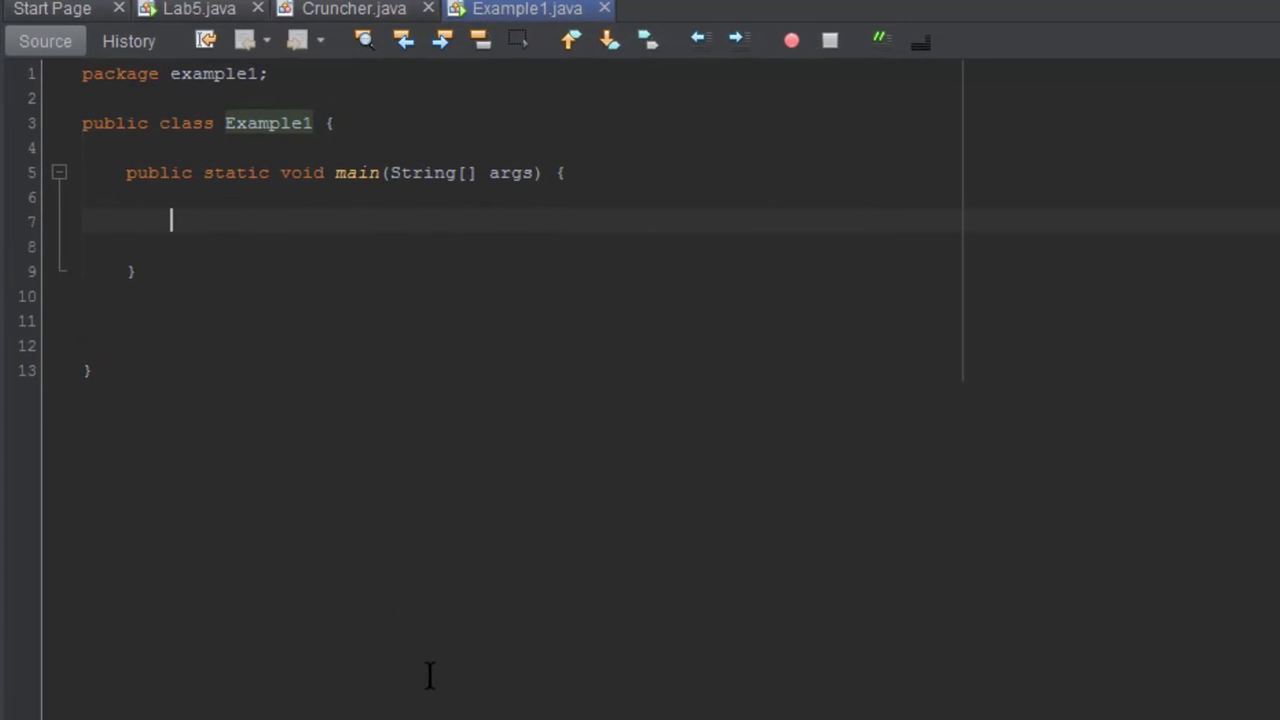 Start Page Lab5.java Cruncher.java Example1.java
Source History
1 package example1;
2
3 public class Example1 {
4
5 public static void main(String[] args) {
6
7
8
9 }
10
11
12
13 }